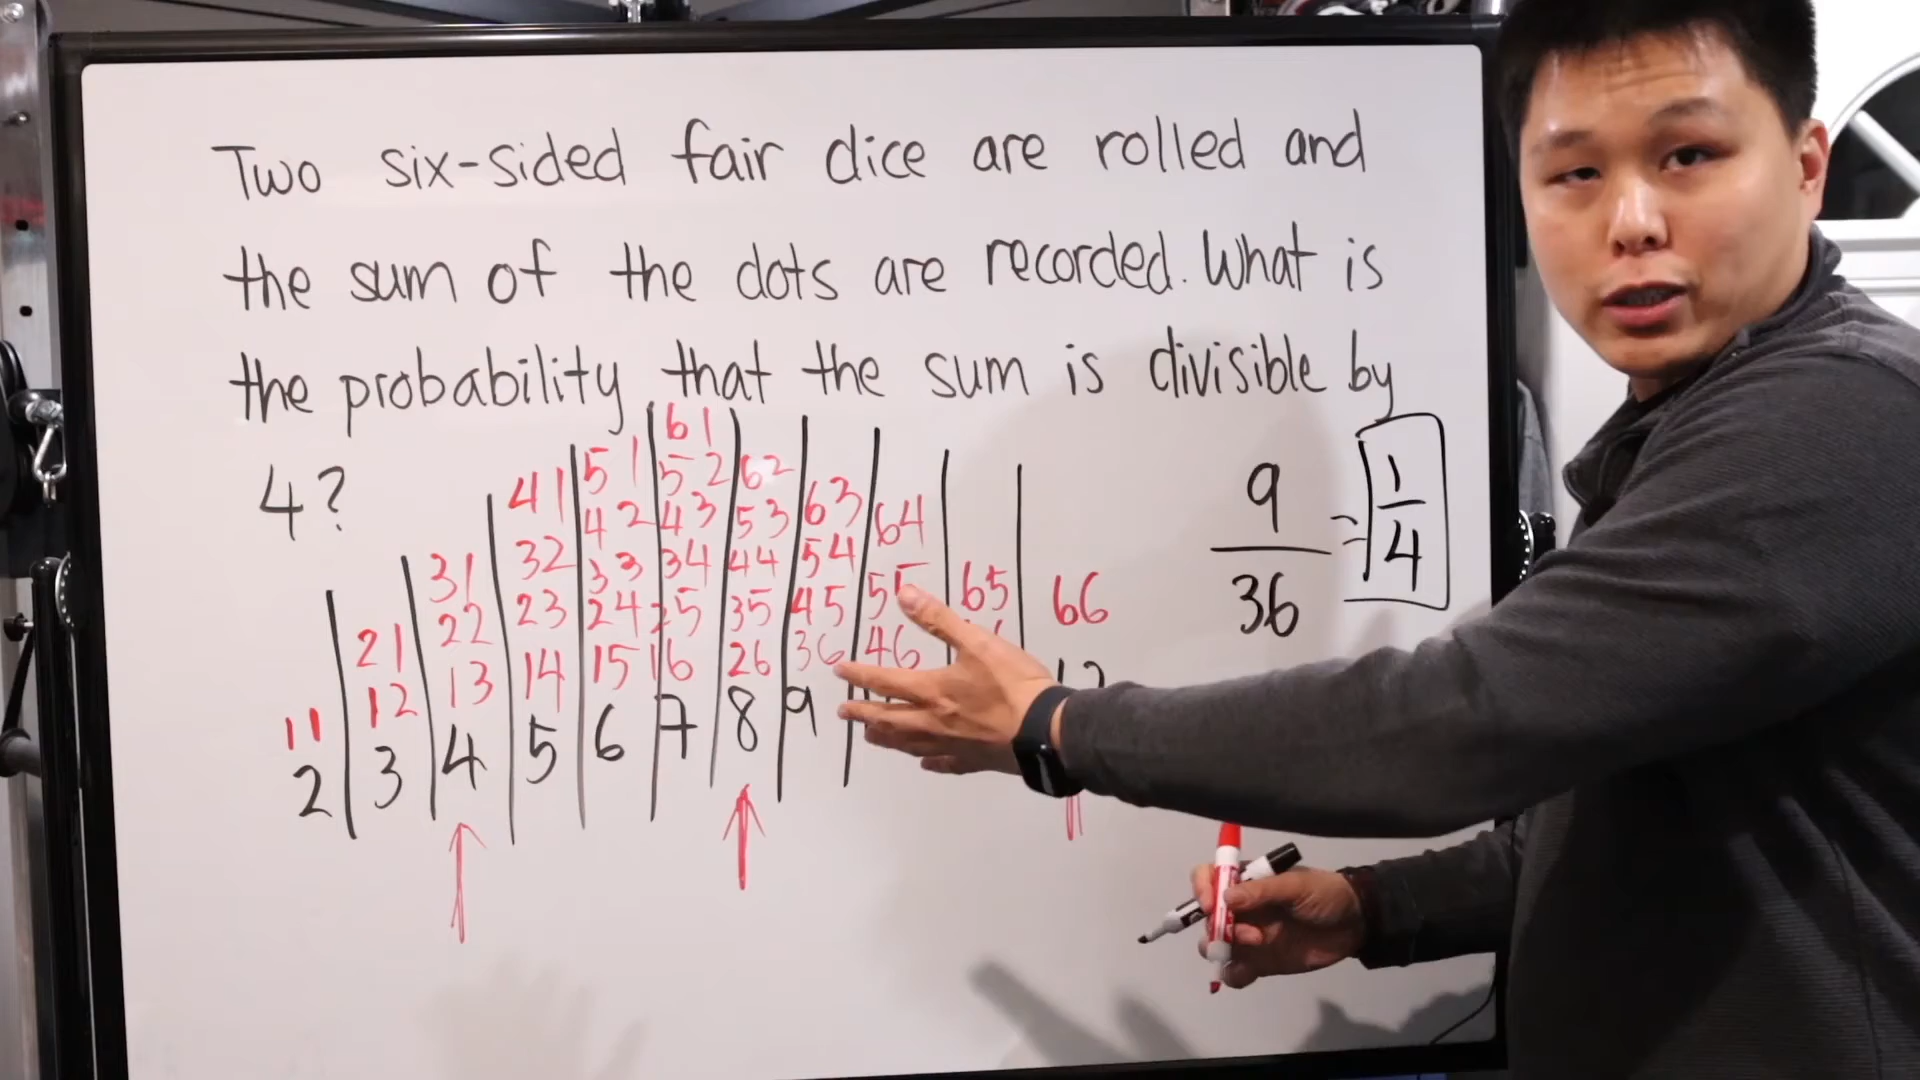 Two six-sided fair dice are rolled and
the sum of the dots are recorded. What is
the probability that the sum is divisible by
4?
61
51 52 62
41 42 43 53 63 64
31 32 33 34 44 54 55
21 22 23 24 25 35 45 65 66
11 12 13 14 15 16 26 36 46
2 3 4 5 6 7 8 9
9
36
=
1
4